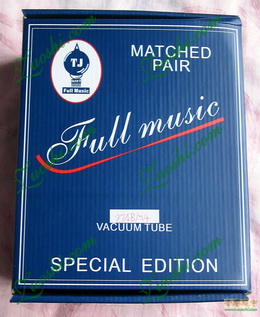 MATCHED
PAIR
TJ
Full Music
Full music
VACUUM TUBE
SPECIAL EDITION